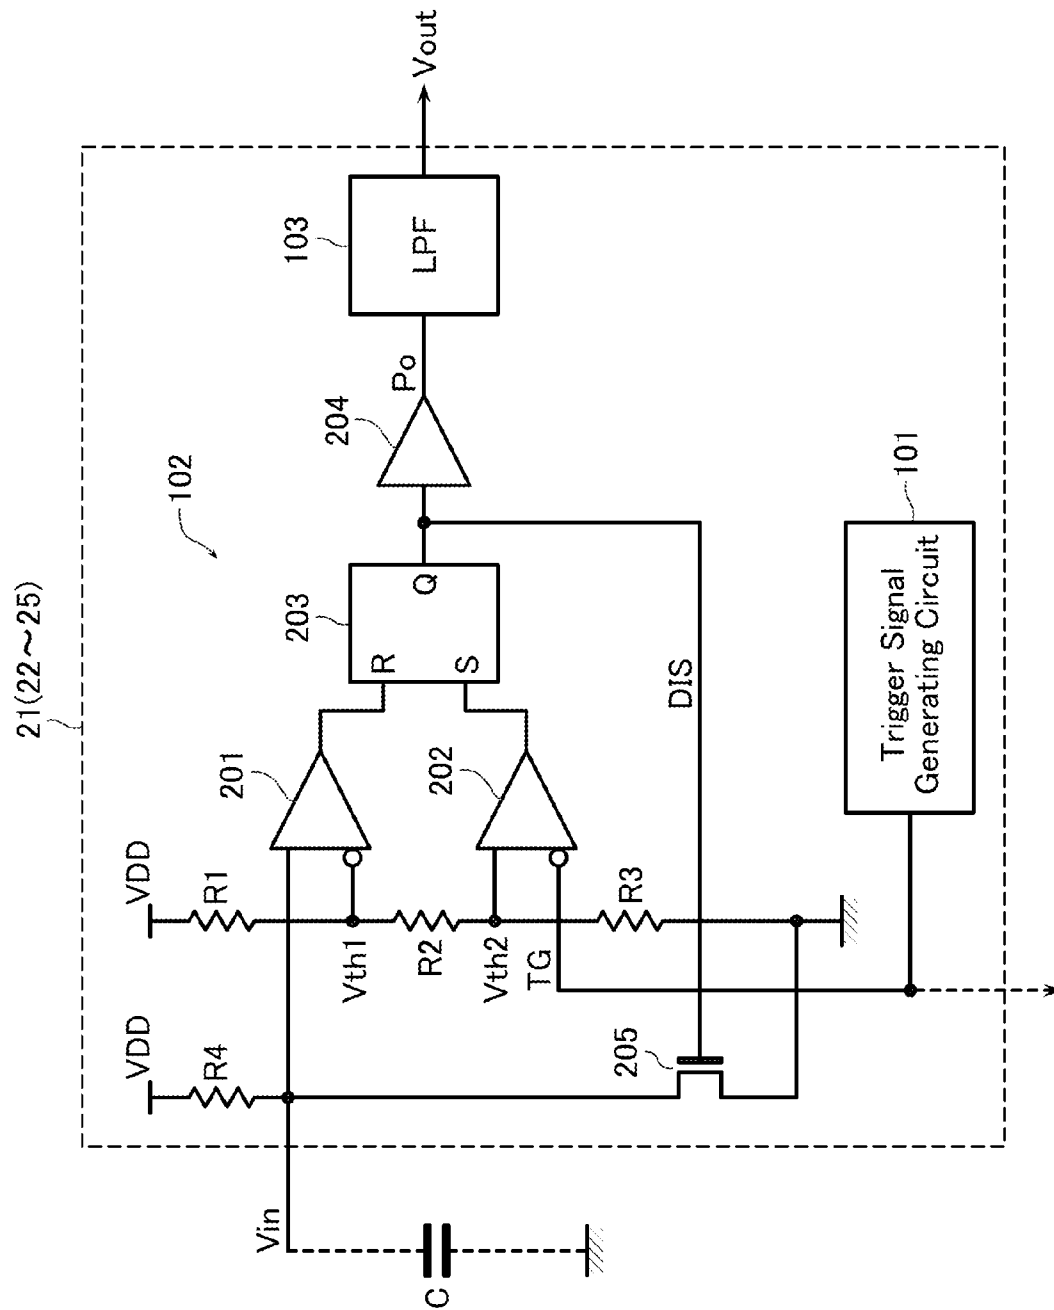 21(22~25)
102
VDD
VDD
R4
R1
Vin
C
Vth1
R2
Vth2
TG
R3
201
202
R
S
Q
203
204
Po
103
LPF
Vout
205
DIS
101
Trigger Signal
Generating Circuit